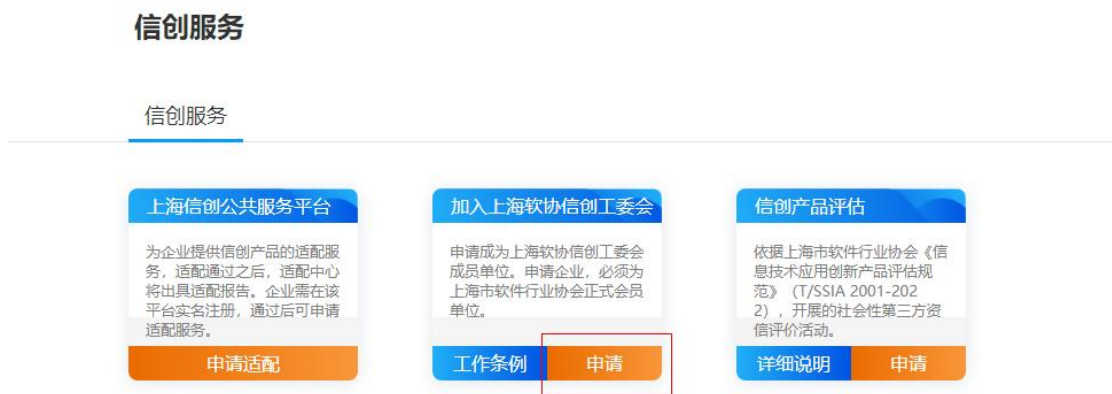 信创服务
信创服务
上海信创公共服务平台
为企业提供信创产品的适配服
务，适配通过之后，适配中心
将出具适配报告。企业需在该
平台实名注册，通过后可申请
适配服务。
申请适配
加入上海软协信创工委会
申请成为上海软协信创工委会
成员单位。申请企业，必须为
上海市软件行业协会正式会员
单位。
工作条例
申请
信创产品评估
依据上海市软件行业协会《信
息技术应用创新产品评估规
范》（T/SSIA 2001-202
2），开展的社会性第三方资
信评价活动。
详细说明
申请